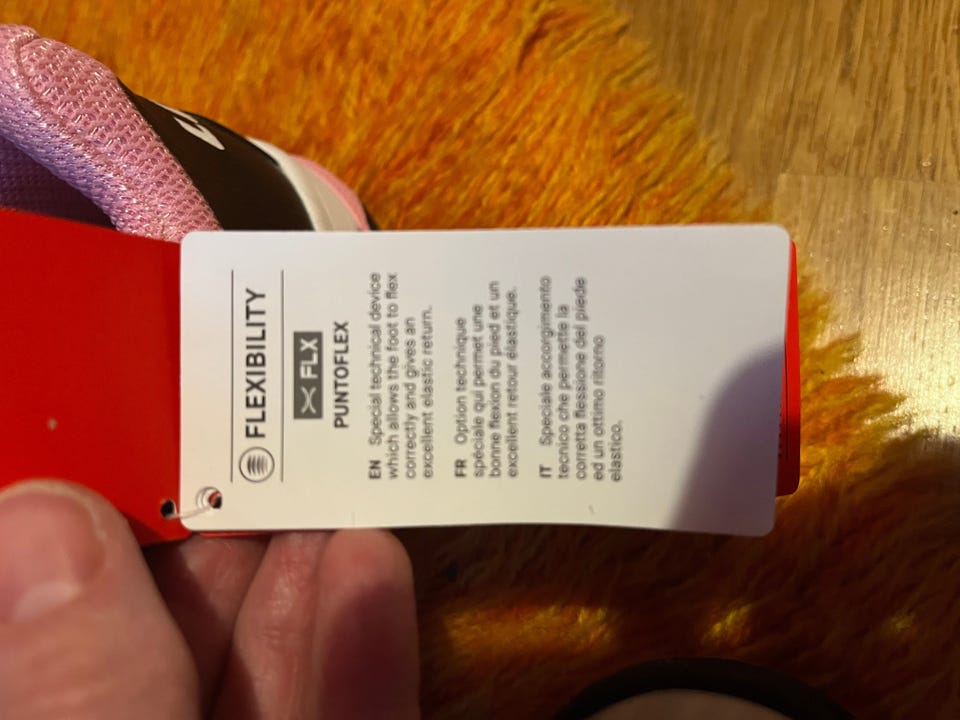 FLEXIBILITY
FLX
PUNTOFLEX
EN Special technical device
which allows the foot to flex
correctly and gives an
excellent elastic return.
FR Option technique
spéciale qui permet une
bonne flexion du pied et un
excellent retour élastique.
IT Speciale accorgimento
tecnico che permette la
corretta flessione del piede
ed un ottimo ritorno
elastico.